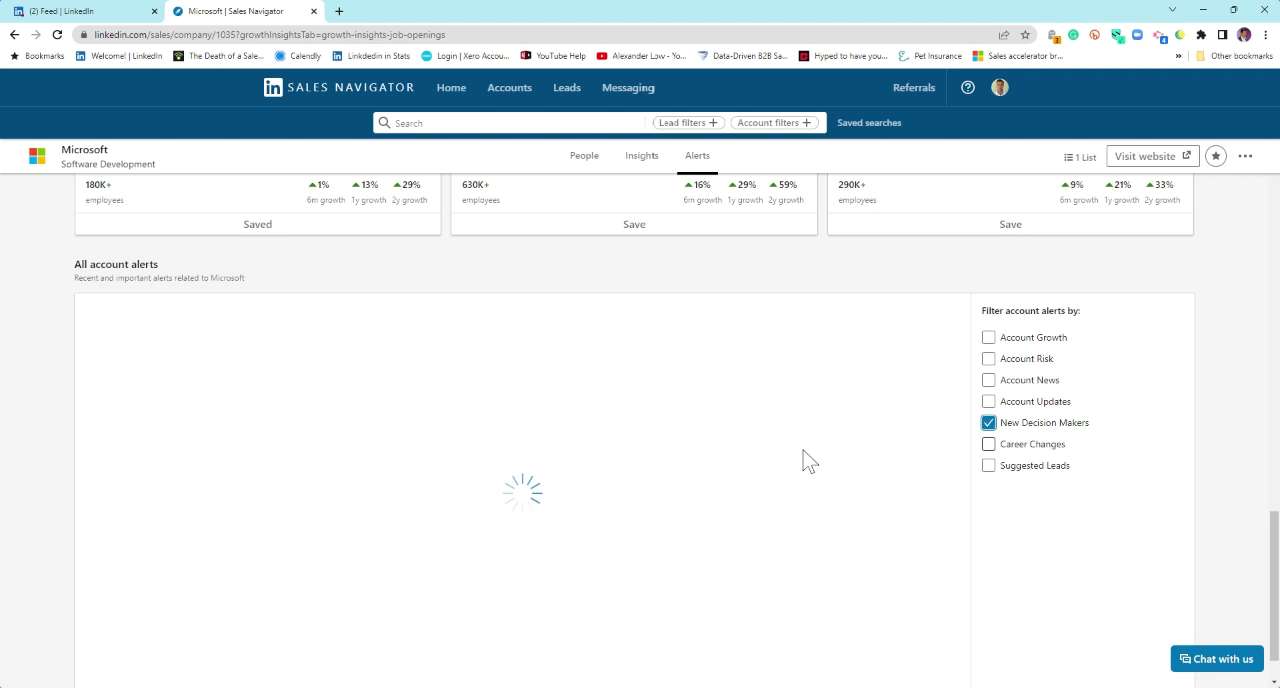 (2) Feed | LinkedIn
Microsoft | Sales Navigator
linkedin.com/sales/company/1035?growthInsightsTab=growth-insights-job-openings
Bookmarks
Welcome! | LinkedIn
The Death of a Sale...
Calendly
Linkdedin in Stats
Login | Xero Accou...
YouTube Help
Alexander Low - Yo...
Data-Driven B2B Sa...
Hyped to have you...
Pet Insurance
Sales accelerator br...
»
Other bookmarks
in SALES NAVIGATOR
Home
Accounts
Leads
Messaging
Referrals
Search
Lead filters +
Account filters +
Saved searches
Microsoft
Software Development
People
Insights
Alerts
1 List
Visit website
180K+
employees
1% 13% 29%
6m growth 1y growth 2y growth
Saved
630K+
employees
16% 29% 59%
6m growth 1y growth 2y growth
Save
290K+
employees
9% 21% 33%
6m growth 1y growth 2y growth
Save
All account alerts
Recent and important alerts related to Microsoft
Filter account alerts by:
Account Growth
Account Risk
Account News
Account Updates
New Decision Makers
Career Changes
Suggested Leads
Chat with us